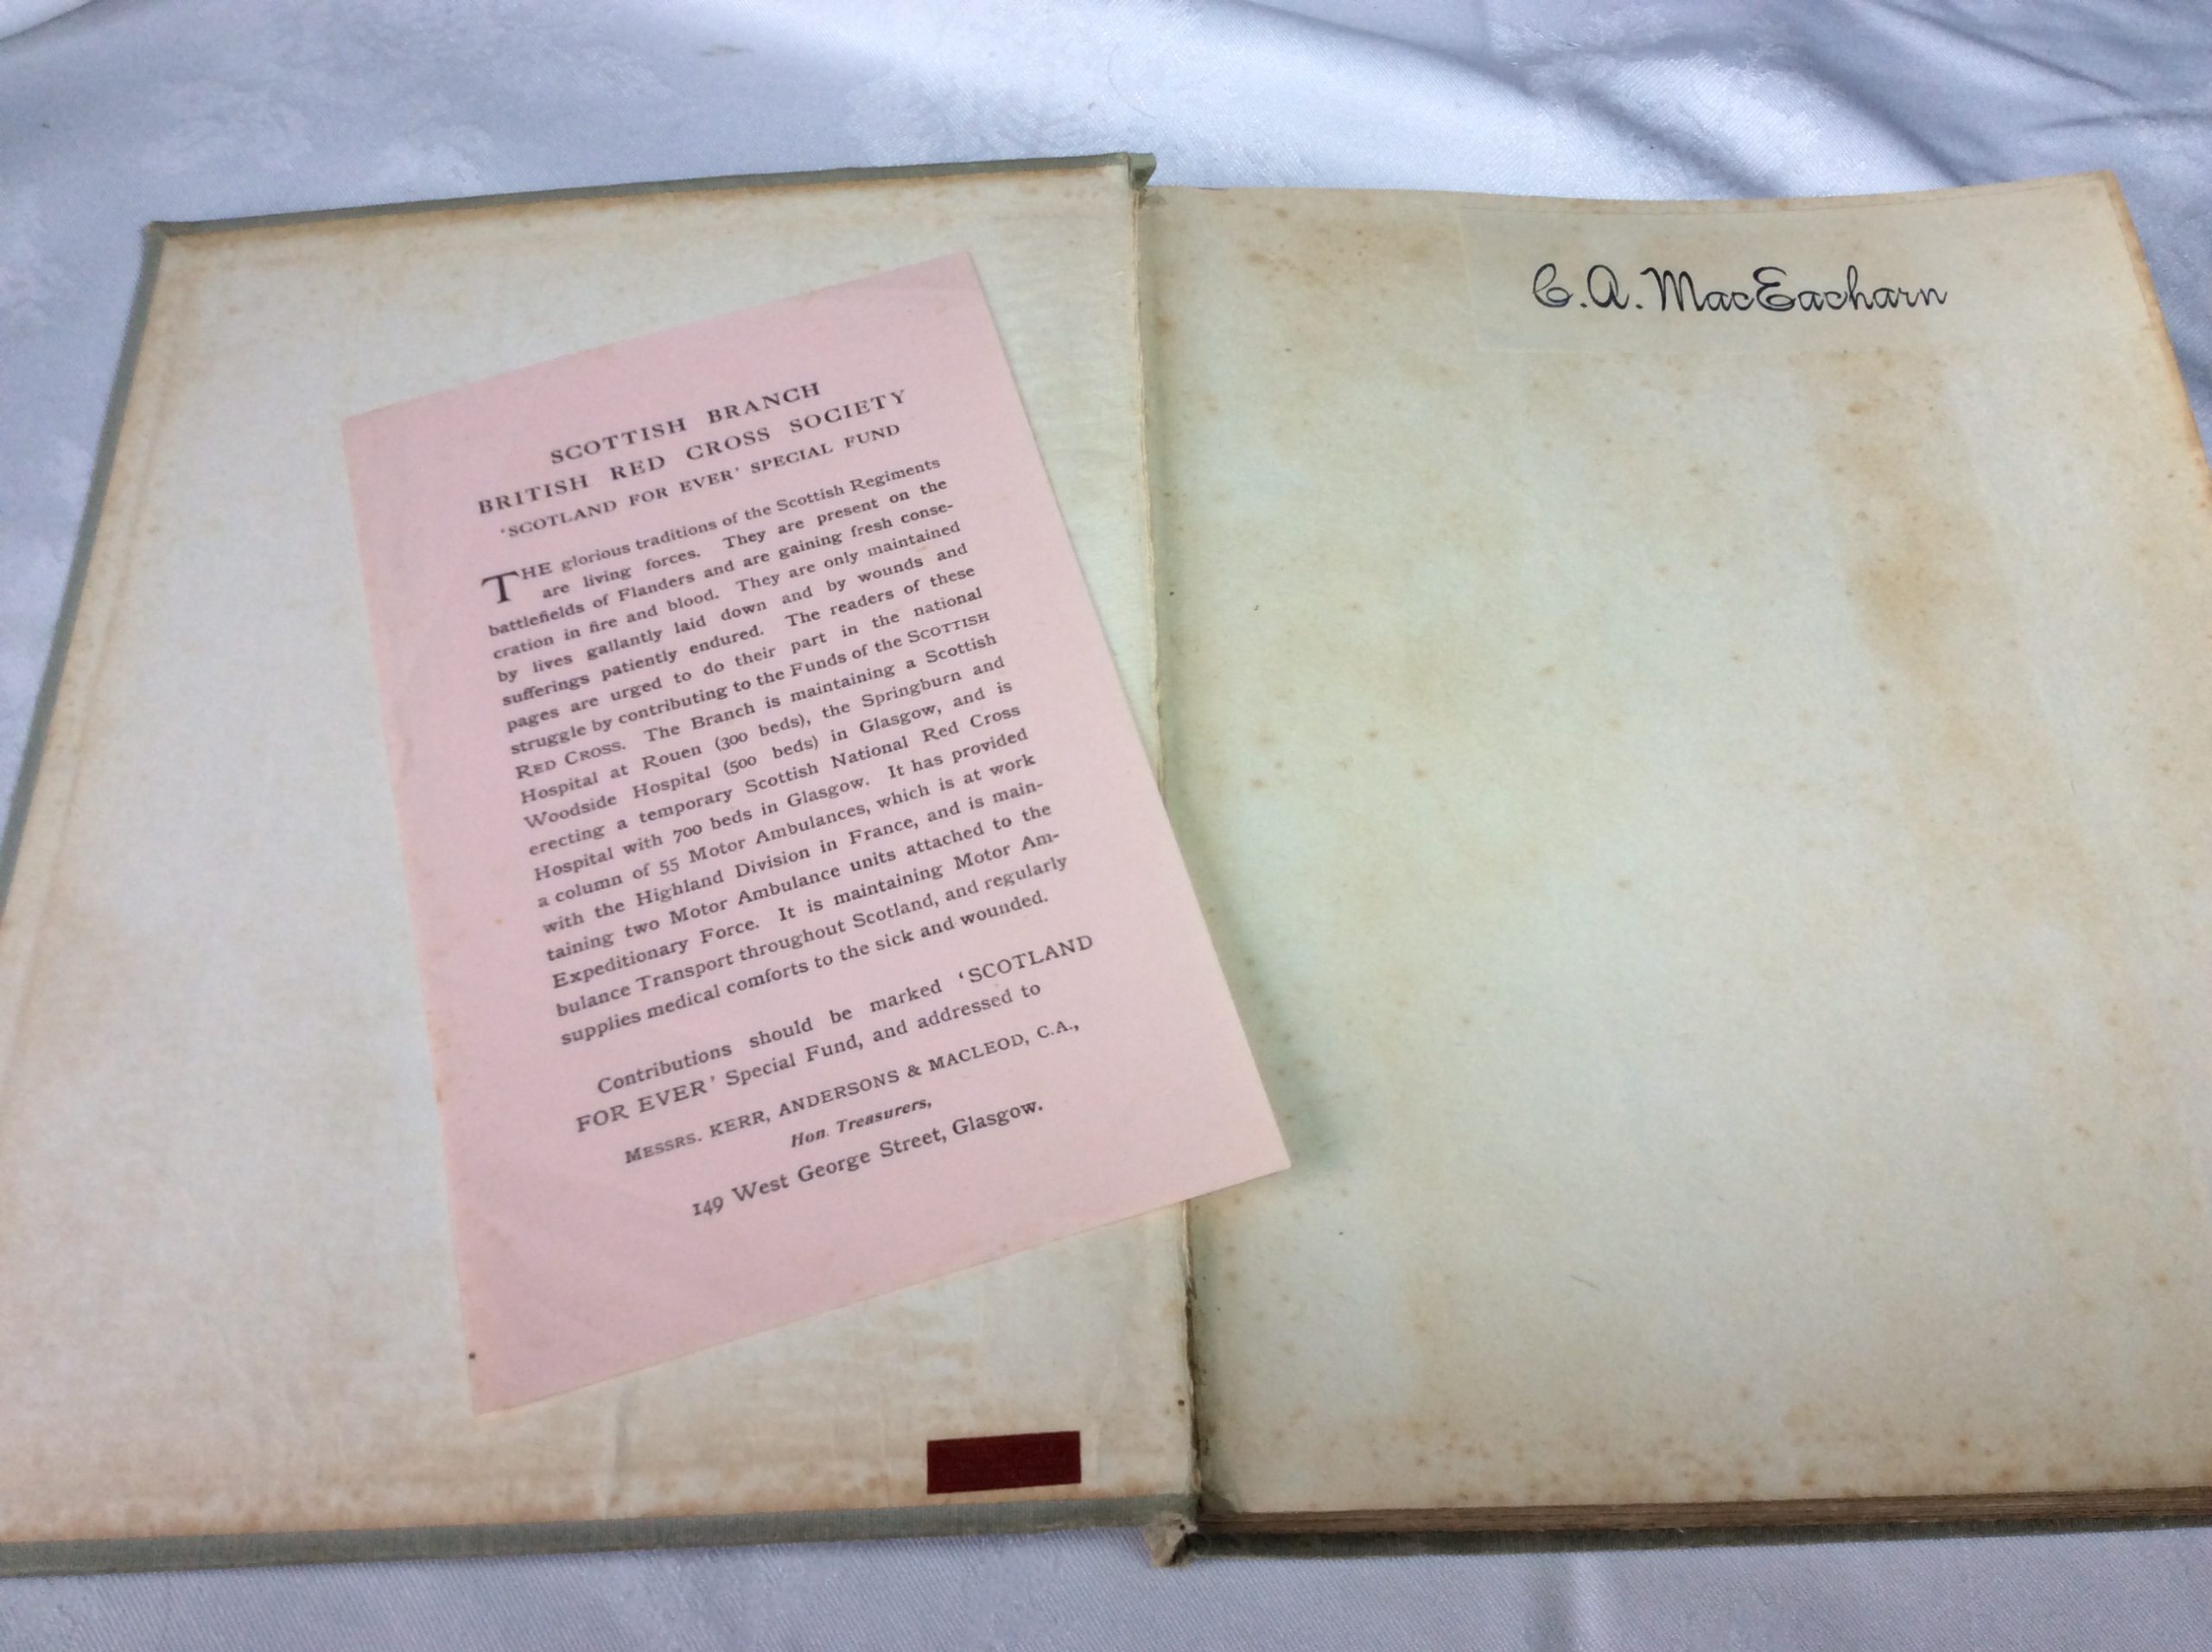 SCOTTISH BRANCH
BRITISH RED CROSS SOCIETY
'SCOTLAND FOR EVER' SPECIAL FUND
THE glorious traditions of the Scottish Regiments
are living forces. They are present on the
battlefields of Flanders and are gaining fresh conse-
cration in fire and blood. They are only maintained
by lives gallantly laid down and by wounds and
sufferings patiently endured. The readers of these
pages are urged to do their part in the national
struggle by contributing to the Funds of the SCOTTISH
RED CROSS. The Branch is maintaining a Scottish
Hospital at Rouen (300 beds), the Springburn and
Woodside Hospital (500 beds) in Glasgow, and is
erecting a temporary Scottish National Red Cross
Hospital with 700 beds in Glasgow. It has provided
a column of 55 Motor Ambulances, which is at work
with the Highland Division in France, and is main-
taining two Motor Ambulance units attached to the
Expeditionary Force. It is maintaining Motor Am-
bulance Transport throughout Scotland, and regularly
supplies medical comforts to the sick and wounded.
Contributions should be marked 'SCOTLAND
FOR EVER' Special Fund, and addressed to
MESSRS. KERR, ANDERSONS & MACLEOD, C.A.,
Hon. Treasurers,
149 West George Street, Glasgow.
C.A. MacEacharn